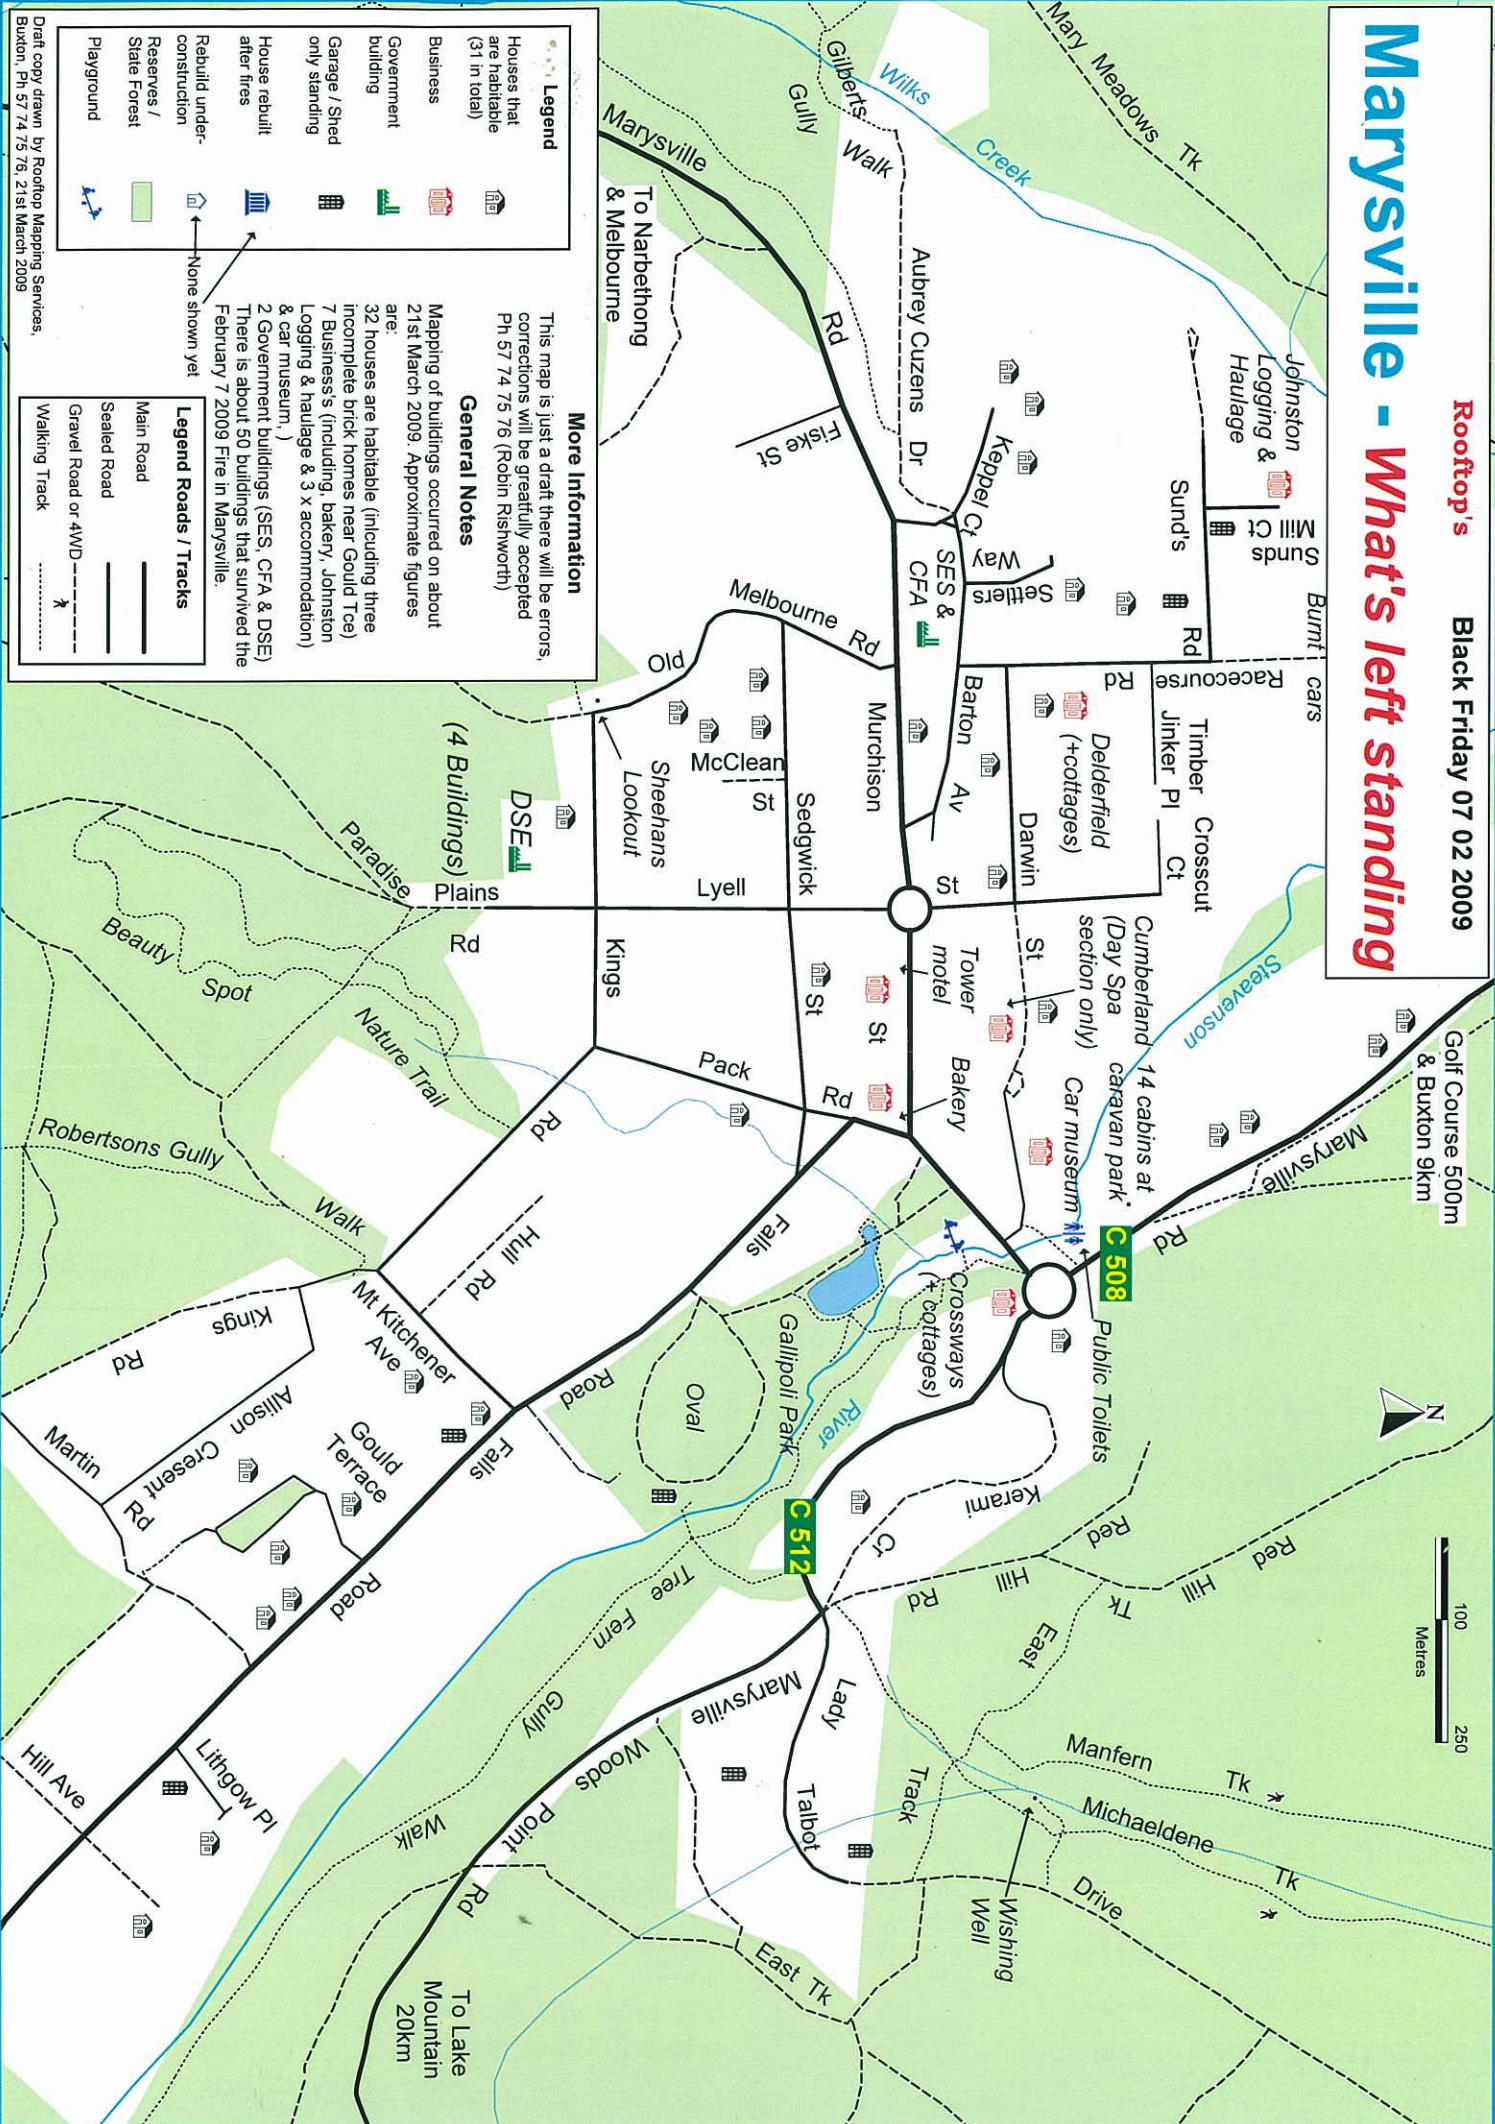 Rooftop's
Black Friday 07 02 2009
Marysville - What's left standing
Golf Course 500m
& Buxton 9km
N
100
250
Metres
Mary Meadows Tk
Wilks
Creek
Gilberts
Gully
Walk
Johnston
Logging &
Haulage
Sunds
Mill Ct
Burnt
cars
Sund's
Rd
Racecourse
Rd
Timber
Jinker Pl
Crosscut
Ct
Steavenson
Marysville
Rd
C 508
Aubrey Cuzens Dr
Keppel Ct
Settlers
Way
SES &
CFA
Barton
Av
Delderfield
(+cottages)
Darwin
St
St
Cumberland
(Day Spa
section only)
14 cabins at
caravan park
Car museum
Public Toilets
Tower
motel
Bakery
Crossways
(+ cottages)
Marysville
Rd
To Narbethong
& Melbourne
Fiske St
Melbourne
Rd
Old
Murchison
St
McClean
St
Sedgwick
St
Sheehans
Lookout
Lyell
DSE
(4 Buildings)
Plains
Paradise
Rd
Kings
Rd
Pack
Rd
Falls
Road
Beauty
Spot
Nature Trail
Robertsons Gully
Walk
Hull
Rd
Mt Kitchener
Ave
Kings
Rd
Allison
Cresent
Martin
Rd
Gould
Terrace
Falls
Road
Lithgow Pl
Hill Ave
Oval
Gallipoli Park
River
C 512
Kerami
Ct
Red
Hill
Rd
Red
Hill
Tk
East
Track
Manfern
Tk
Michaeldene
Tk
Wishing
Well
Lady
Talbot
Drive
Marysville
Woods
Point
Rd
Tree
Fern
Gully
Walk
East Tk
To Lake
Mountain
20km
More Information
This map is just a draft there will be errors,
corrections will be greatfully accepted
Ph 57 74 75 76 (Robin Rishworth)
General Notes
Mapping of buildings occurred on about
21st March 2009. Approximate figures
are:
32 houses are habitable (inlcuding three
incomplete brick homes near Gould Tce)
7 Business's (including, bakery, Johnston
Logging & haulage & 3 x accommodation)
& car museum, )
2 Government buildings (SES, CFA & DSE)
There is about 50 buildings that survived the
February 7 2009 Fire in Marysville.
Legend
Houses that
are habitable
(31 in total)
Business
Government
building
Garage / Shed
only standing
House rebuilt
after fires
Rebuild under-
construction
None shown yet
Reserves /
State Forest
Playground
Legend Roads / Tracks
Main Road
Sealed Road
Gravel Road or 4WD
Walking Track
Draft copy drawn by Rooftop Mapping Services,
Buxton, Ph 57 74 75 76, 21st March 2009